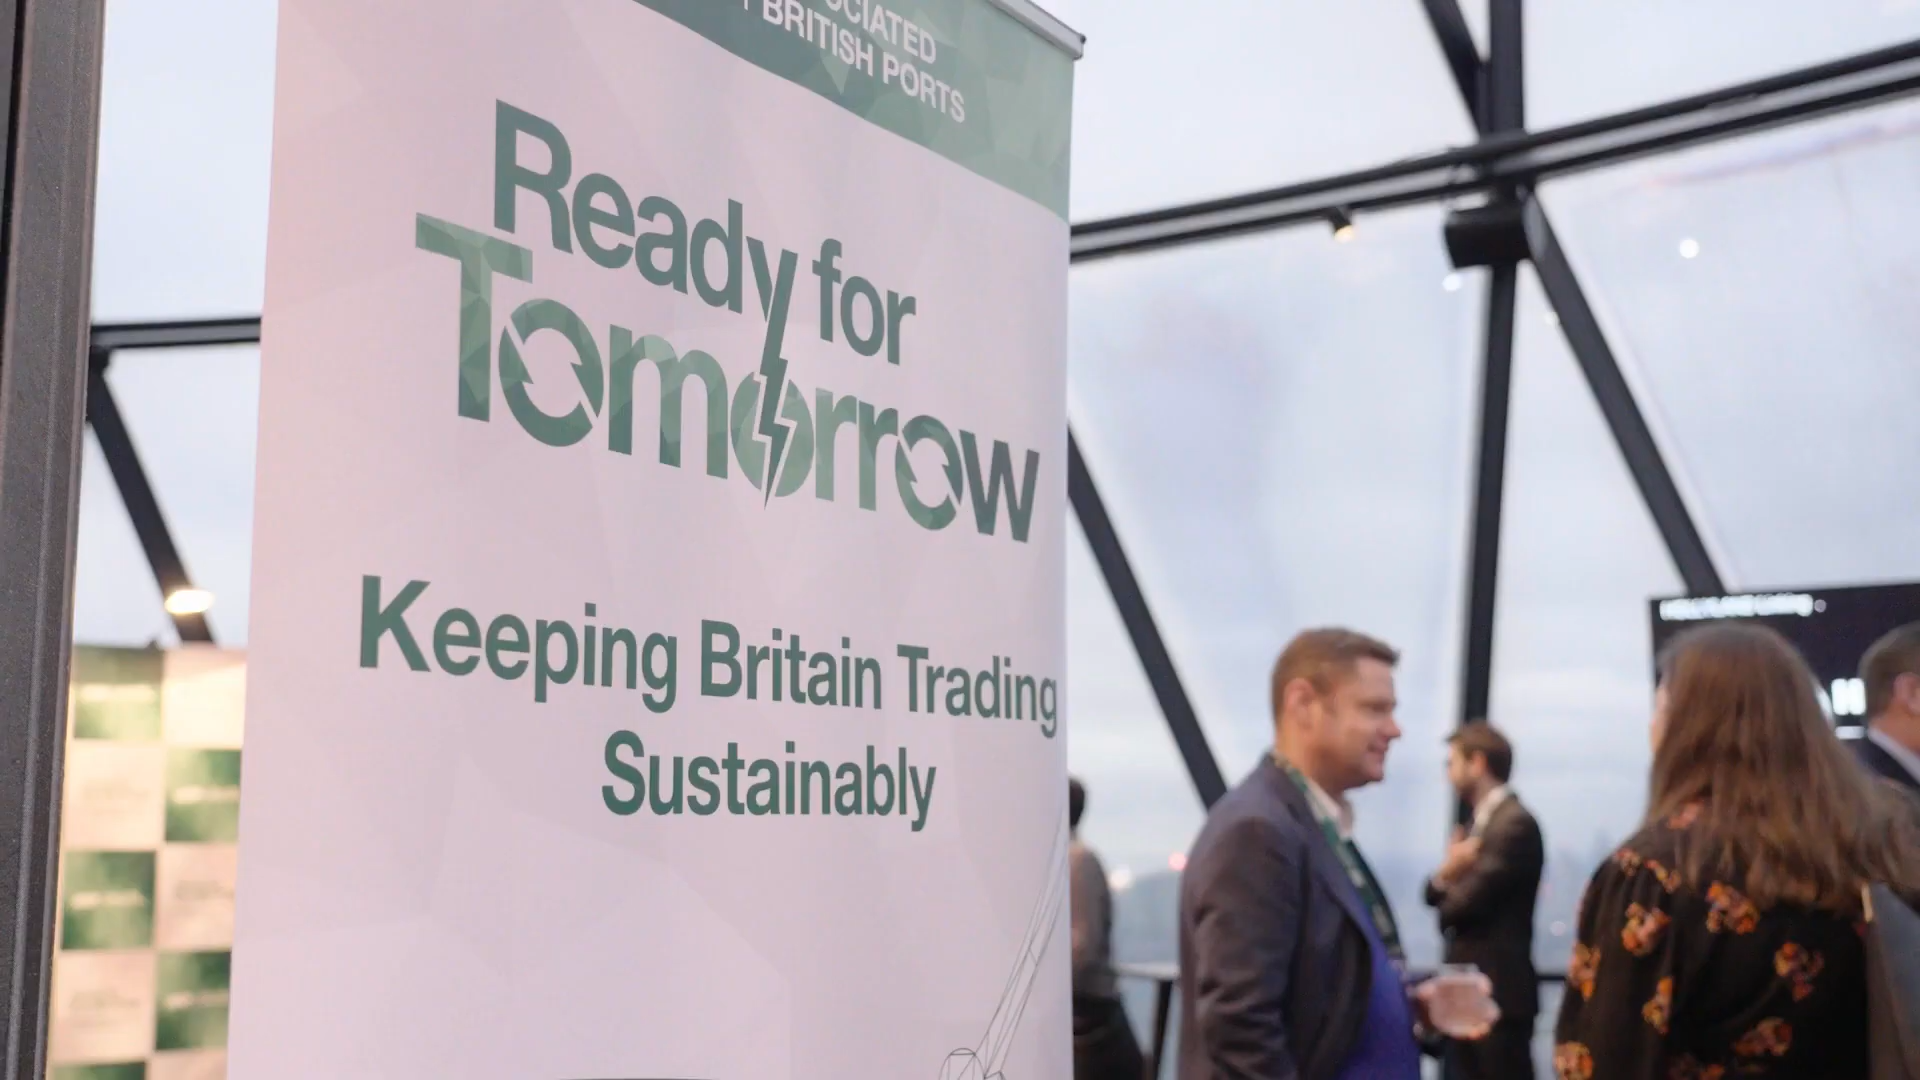 BRITISH PORTS
Ready for
Tomorrow
Keeping Britain Trading
Sustainably